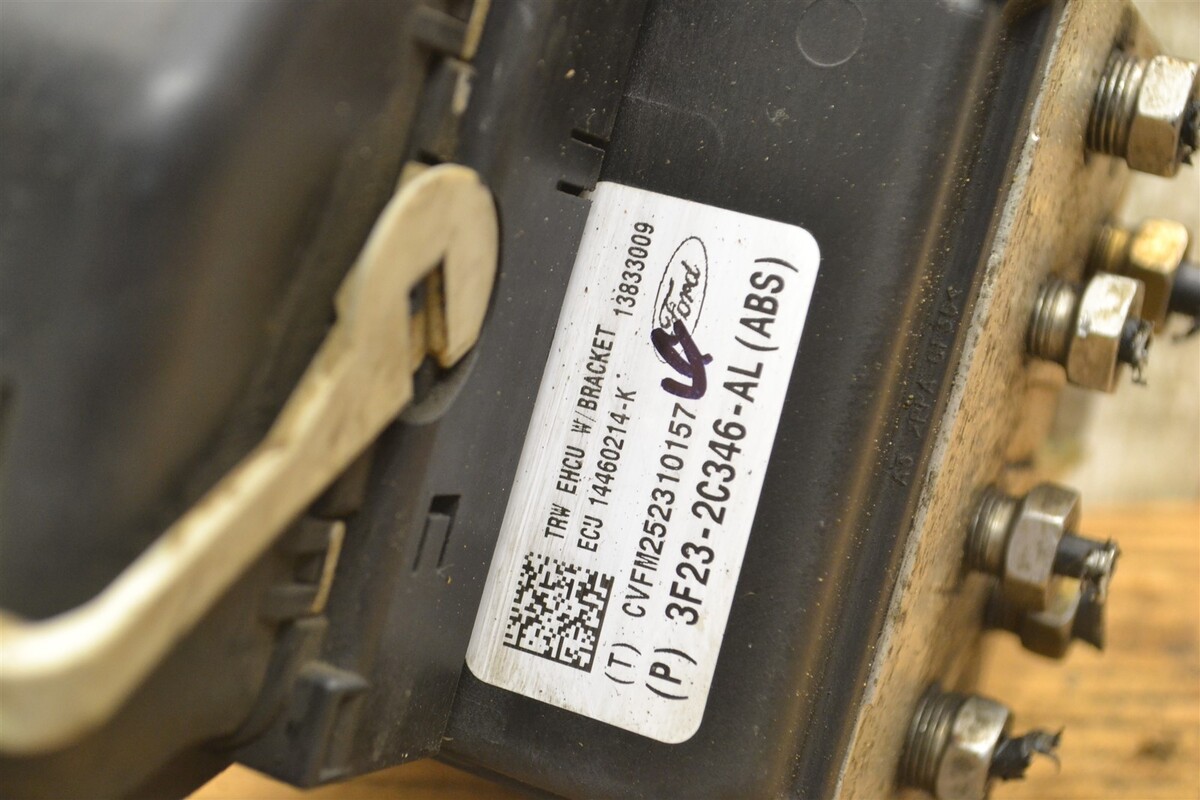 TRW EHCU W/BRACKET 13833009
ECU 14460214-K
Ford
(T) CVFM252310157
(P) 3F23-2C346-AL(ABS)